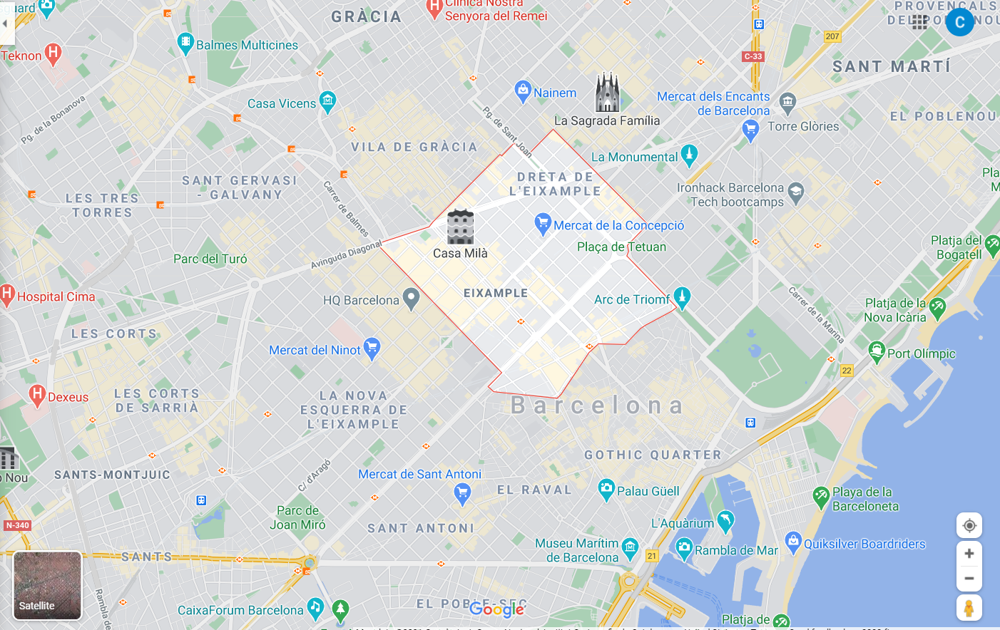 GRÀCIA
Clínica Nostra
Senyora del Remei
PROVENÇALS
C
207
C-33
SANT MARTÍ
Balmes Multicines
Teknon
Nainem
Mercat dels Encants
de Barcelona
Casa Vicens
Pg. de la Bonanova
Pg. de Sant Joan
La Sagrada Família
EL POBLENOU
Torre Glòries
VILA DE GRÀCIA
La Monumental
DRETA DE
L'EIXAMPLE
SANT GERVASI
- GALVANY
LES TRES
TORRES
Ironhack Barcelona
Tech bootcamps
Carrer de Balmes
Mercat de la Concepció
Plaça de Tetuan
Platja del
Bogatell
Casa Milà
Avinguda Diagonal
Parc del Turó
Hospital Cima
HQ Barcelona
EIXAMPLE
Arc de Triomf
Carrer de la Marina
Platja de la
Nova Icària
LES CORTS
Mercat del Ninot
Port Olímpic
22
Dexeus
LES CORTS
DE SARRIÀ
LA NOVA
ESQUERRA DE
L'EIXAMPLE
Barcelona
GOTHIC QUARTER
SANTS-MONTJUIC
Nou
C/ d'Aragó
Mercat de Sant Antoni
EL RAVAL
Palau Güell
Playa de la
Barceloneta
N-340
Parc de
Joan Miró
SANT ANTONI
L'Aquàrium
Museu Marítim
de Barcelona
21
Rambla de Mar
Quiksilver Boardriders
SANTS
Satellite
Rambla de
CaixaForum Barcelona
EL POBLE-SEC
Google
Platja de